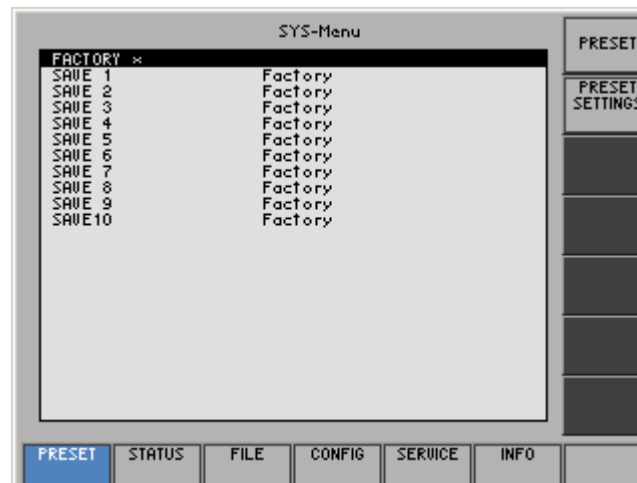 SYS-Menu
FACTORY ×
SAVE 1 Factory
SAVE 2 Factory
SAVE 3 Factory
SAVE 4 Factory
SAVE 5 Factory
SAVE 6 Factory
SAVE 7 Factory
SAVE 8 Factory
SAVE 9 Factory
SAVE10 Factory
PRESET
PRESET
SETTINGS
PRESET STATUS FILE CONFIG SERVICE INFO